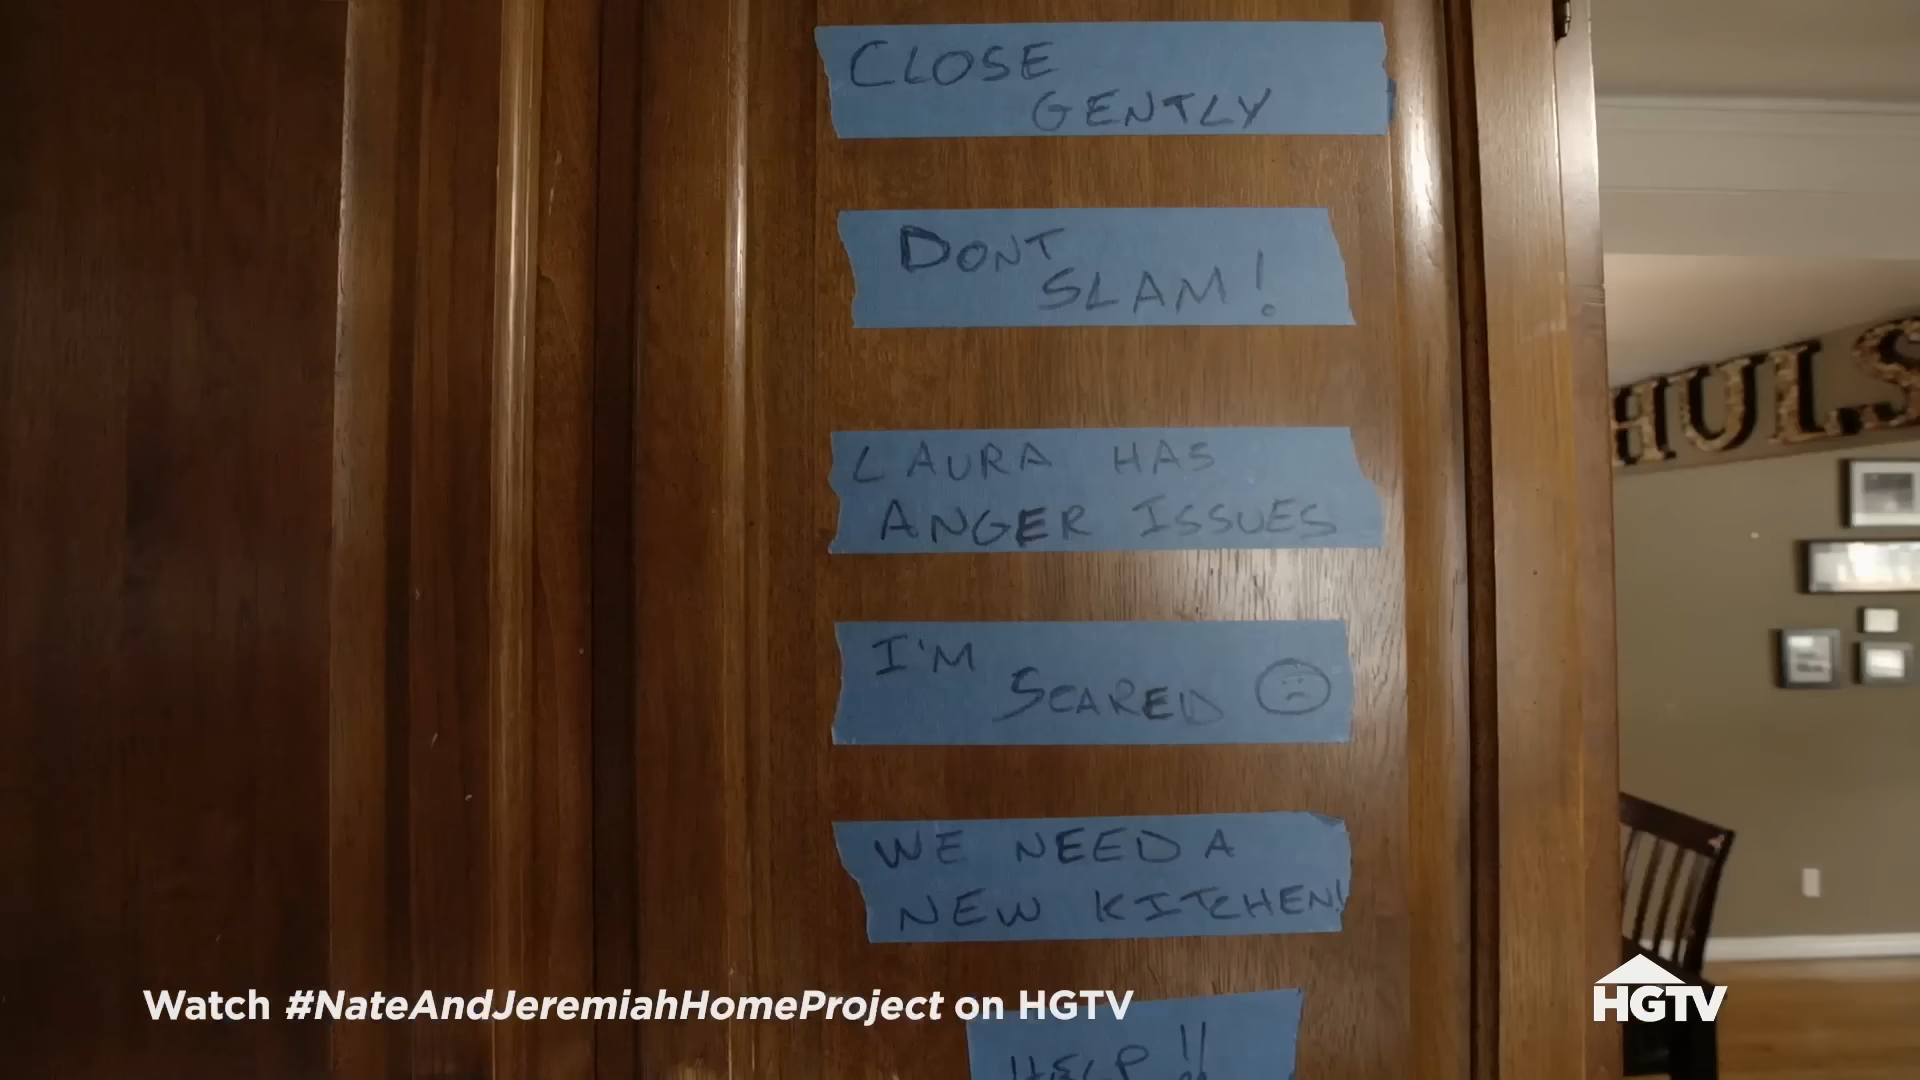 CLOSE
GENTLY
DONT
SLAM!
LAURA HAS
ANGER ISSUES
I'M
SCARED
WE NEED A
NEW KITCHEN!
HELP!!
HULS
Watch #NateAndJeremiahHomeProject on HGTV
HGTV